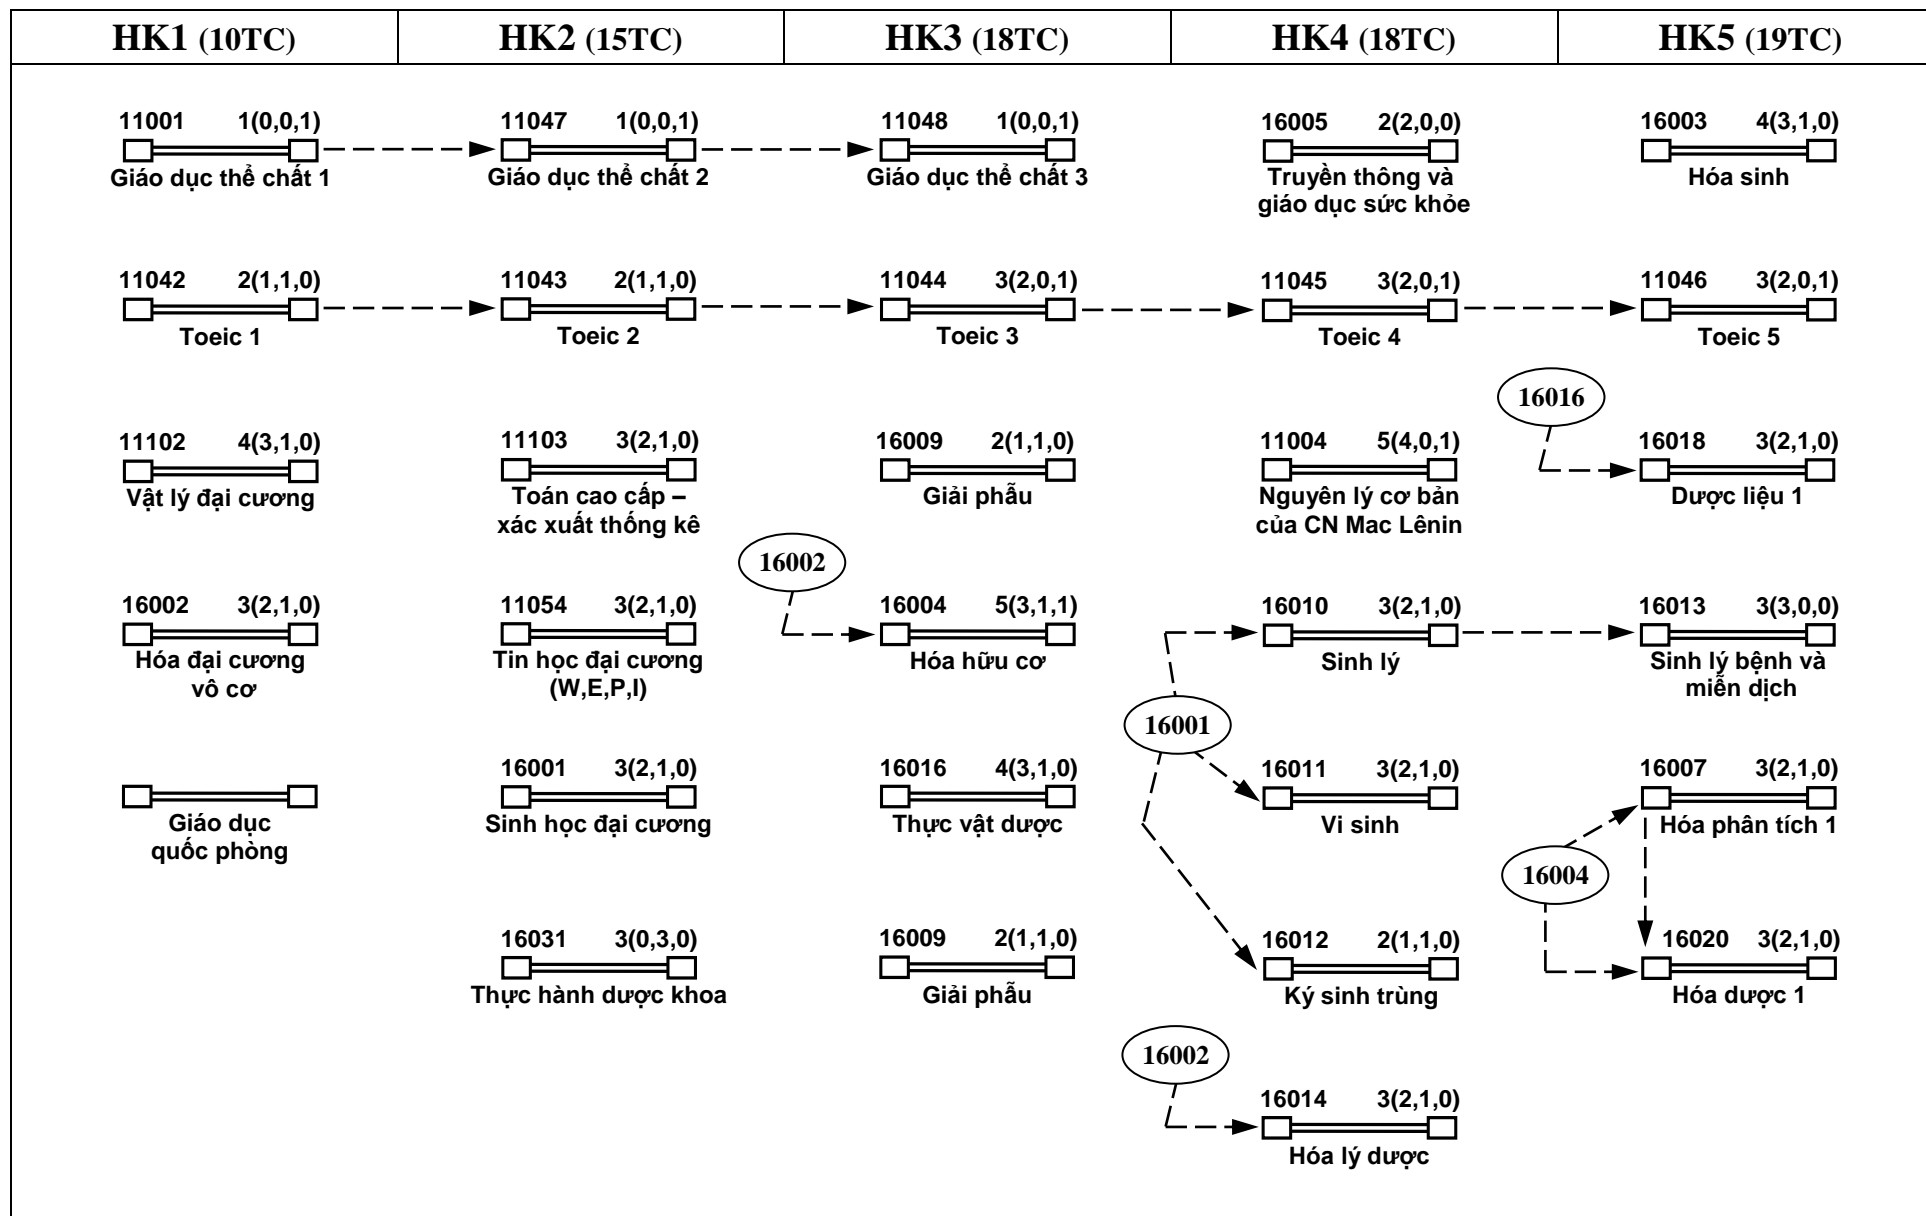 HK1 (10TC) HK2 (15TC) HK3 (18TC) HK4 (18TC) HK5 (19TC)
11001 1(0,0,1) 11047 1(0,0,1) 11048 1(0,0,1) 16005 2(2,0,0) 16003 4(3,1,0)
Giáo dục thể chất 1 Giáo dục thể chất 2 Giáo dục thể chất 3 Truyền thông và Hóa sinh
giáo dục sức khỏe
11042 2(1,1,0) 11043 2(1,1,0) 11044 3(2,0,1) 11045 3(2,0,1) 11046 3(2,0,1)
Toeic 1 Toeic 2 Toeic 3 Toeic 4 Toeic 5
16016
11102 4(3,1,0) 11103 3(2,1,0) 16009 2(1,1,0) 11004 5(4,0,1) 16018 3(2,1,0)
Vật lý đại cương Toán cao cấp – Giải phẫu Nguyên lý cơ bản Dược liệu 1
xác xuất thống kê của CN Mac Lênin
16002
16002 3(2,1,0) 11054 3(2,1,0) 16004 5(3,1,1) 16010 3(2,1,0) 16013 3(3,0,0)
Hóa đại cương Tin học đại cương Hóa hữu cơ Sinh lý Sinh lý bệnh và
vô cơ (W,E,P,I) miễn dịch
16001
16001 3(2,1,0) 16016 4(3,1,0) 16011 3(2,1,0) 16007 3(2,1,0)
Giáo dục Sinh học đại cương Thực vật dược Vi sinh Hóa phân tích 1
quốc phòng
16004
16031 3(0,3,0) 16009 2(1,1,0) 16012 2(1,1,0) 16020 3(2,1,0)
Thực hành dược khoa Giải phẫu Ký sinh trùng Hóa dược 1
16002
16014 3(2,1,0)
Hóa lý dược